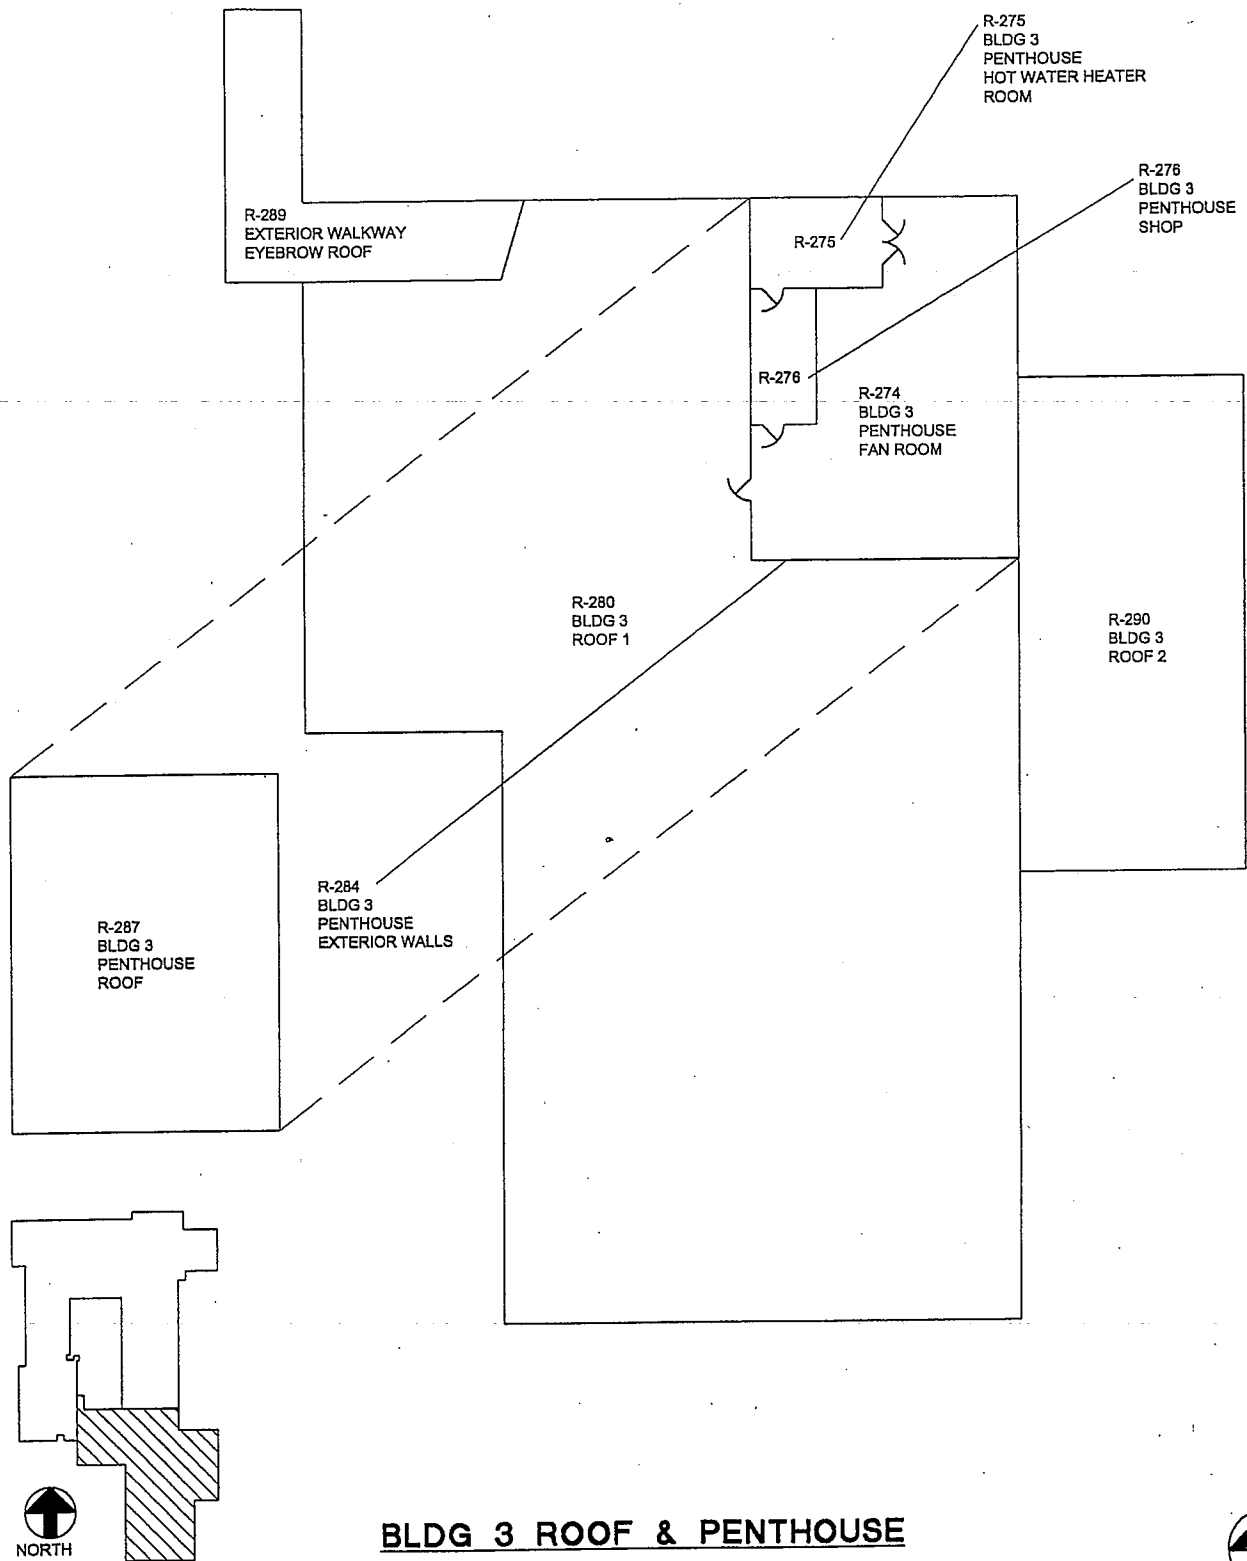 R-275
BLDG 3
PENTHOUSE
HOT WATER HEATER
ROOM
R-276
BLDG 3
PENTHOUSE
SHOP
R-289
EXTERIOR WALKWAY
EYEBROW ROOF
R-275
R-276
R-274
BLDG 3
PENTHOUSE
FAN ROOM
R-280
BLDG 3
ROOF 1
R-290
BLDG 3
ROOF 2
R-284
BLDG 3
PENTHOUSE
EXTERIOR WALLS
R-287
BLDG 3
PENTHOUSE
ROOF
NORTH
BLDG 3 ROOF & PENTHOUSE